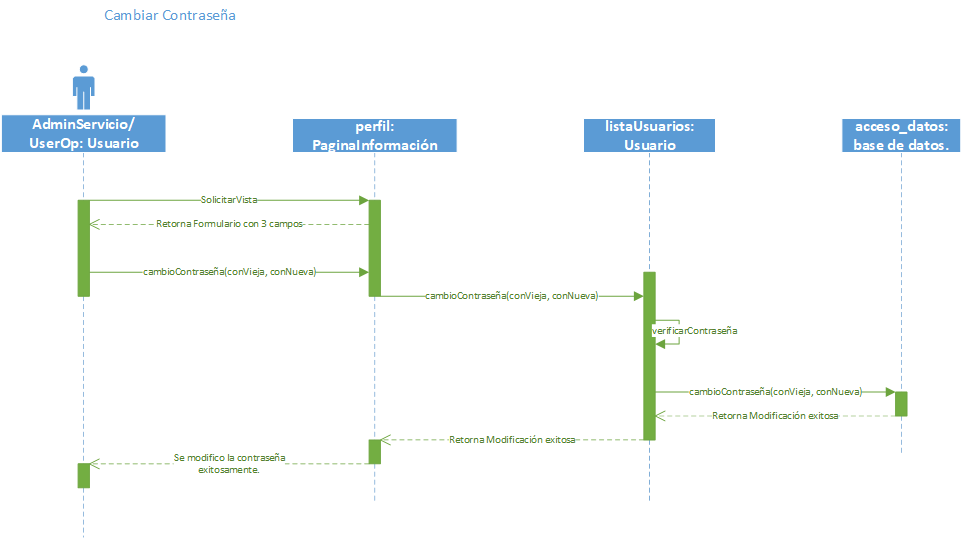 Cambiar Contraseña
AdminServicio/
UserOp: Usuario
perfil:
PaginaInformación
listaUsuarios:
Usuario
acceso_datos:
base de datos.
SolicitarVista
Retorna Formulario con 3 campos
cambioContraseña(conVieja, conNueva)
cambioContraseña(conVieja, conNueva)
verificarContraseña
cambioContraseña(conVieja, conNueva)
Retorna Modificación exitosa
Retorna Modificación exitosa
Se modifico la contraseña
exitosamente.